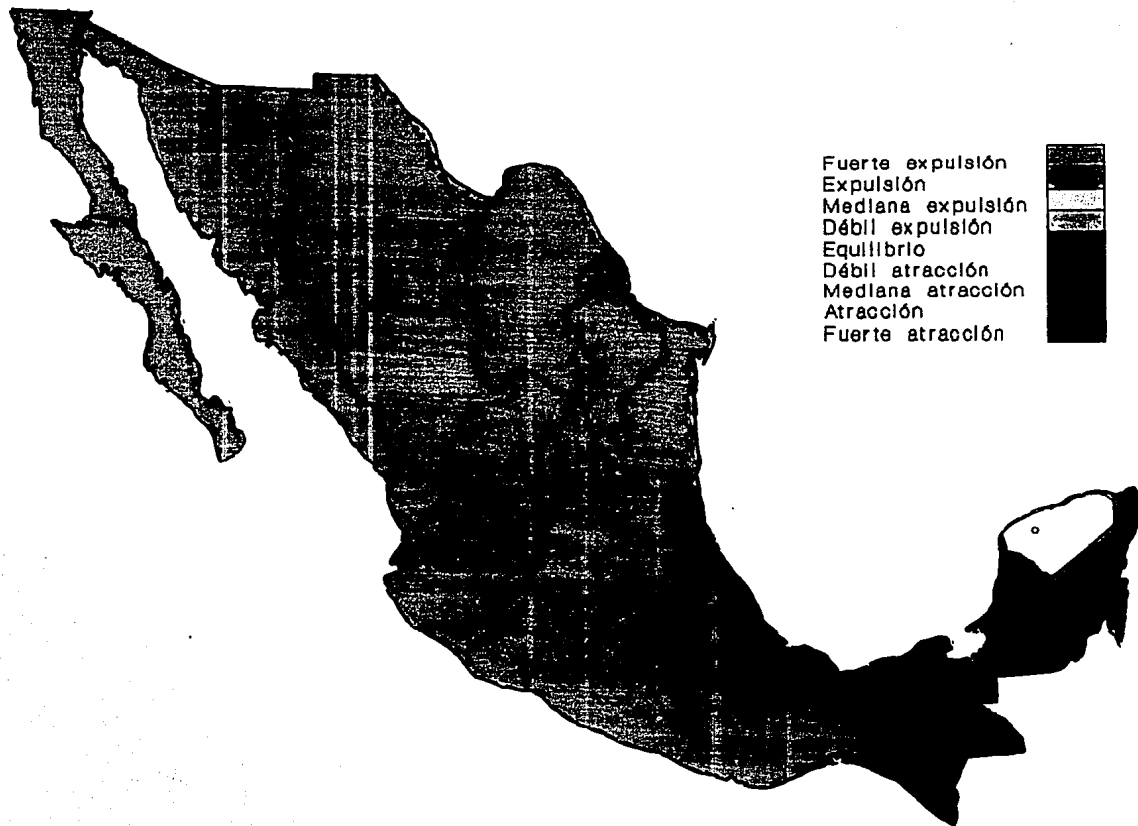 Fuerte expulsión
Expulsión
Mediana expulsión
Débil expulsión
Equilibrio
Débil atracción
Mediana atracción
Atracción
Fuerte atracción